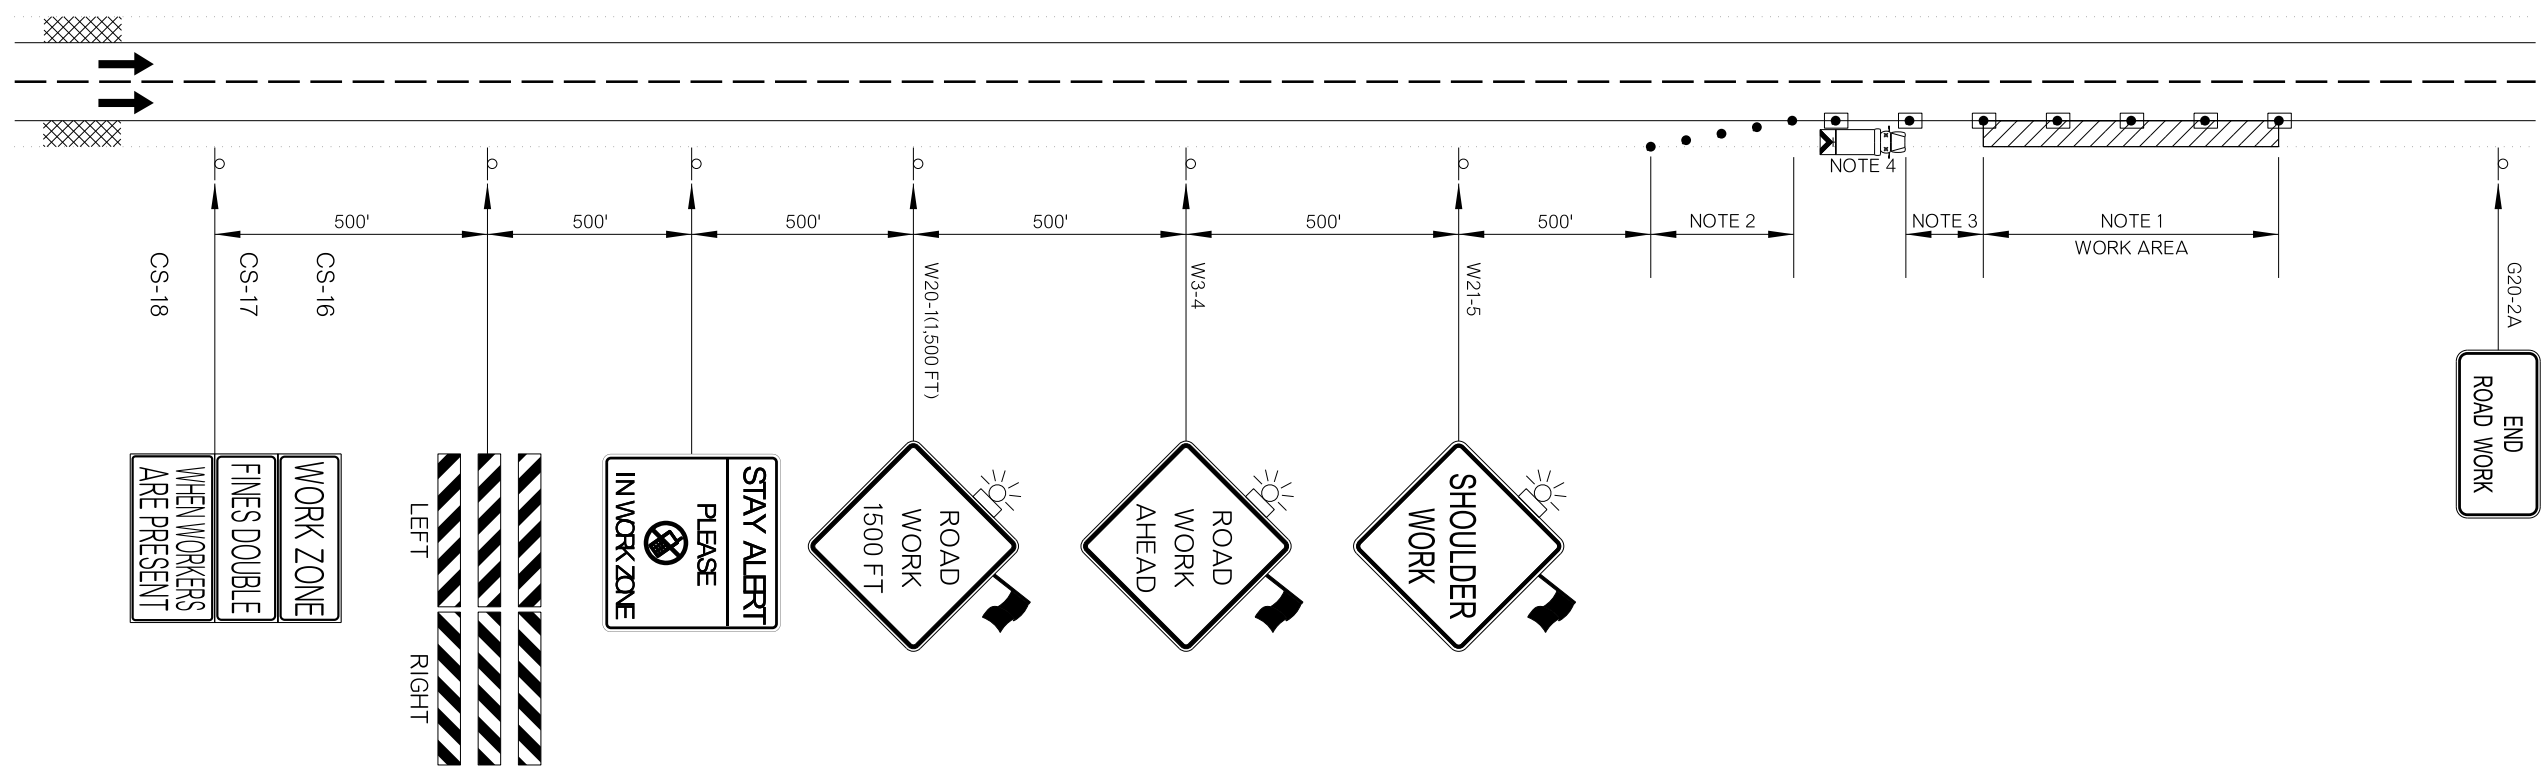 NOTE 4
500'
500'
500'
500'
500'
500'
NOTE 2
NOTE 3
NOTE 1
WORK AREA
CS-18
CS-17
CS-16
W20-1(1,500 FT)
W3-4
W21-5
G20-2A
WORK ZONE
FINES DOUBLE
WHEN WORKERS
ARE PRESENT
LEFT
RIGHT
STAY ALERT
PLEASE
IN WORK ZONE
ROAD
WORK
1500 FT
ROAD
WORK
AHEAD
SHOULDER
WORK
END
ROAD WORK